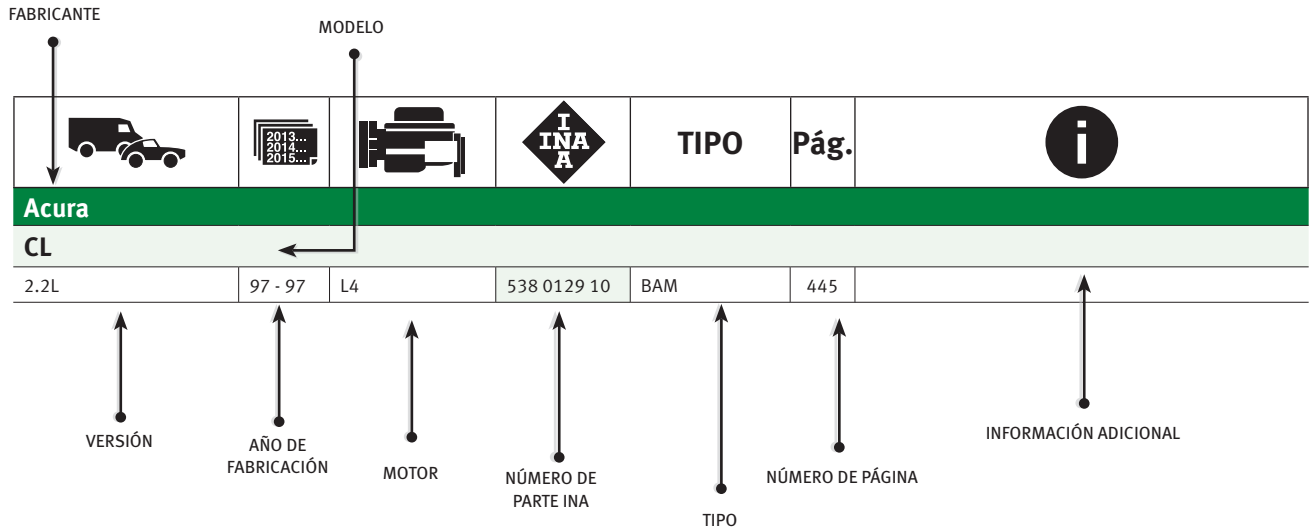 FABRICANTE
MODELO
2013...
2014...
2015...
I
INA
A
TIPO
Pág.
i
Acura
CL
2.2L 97 - 97 L4 538 0129 10 BAM 445
VERSIÓN
AÑO DE
FABRICACIÓN
MOTOR
NÚMERO DE
PARTE INA
TIPO
NÚMERO DE PÁGINA
INFORMACIÓN ADICIONAL